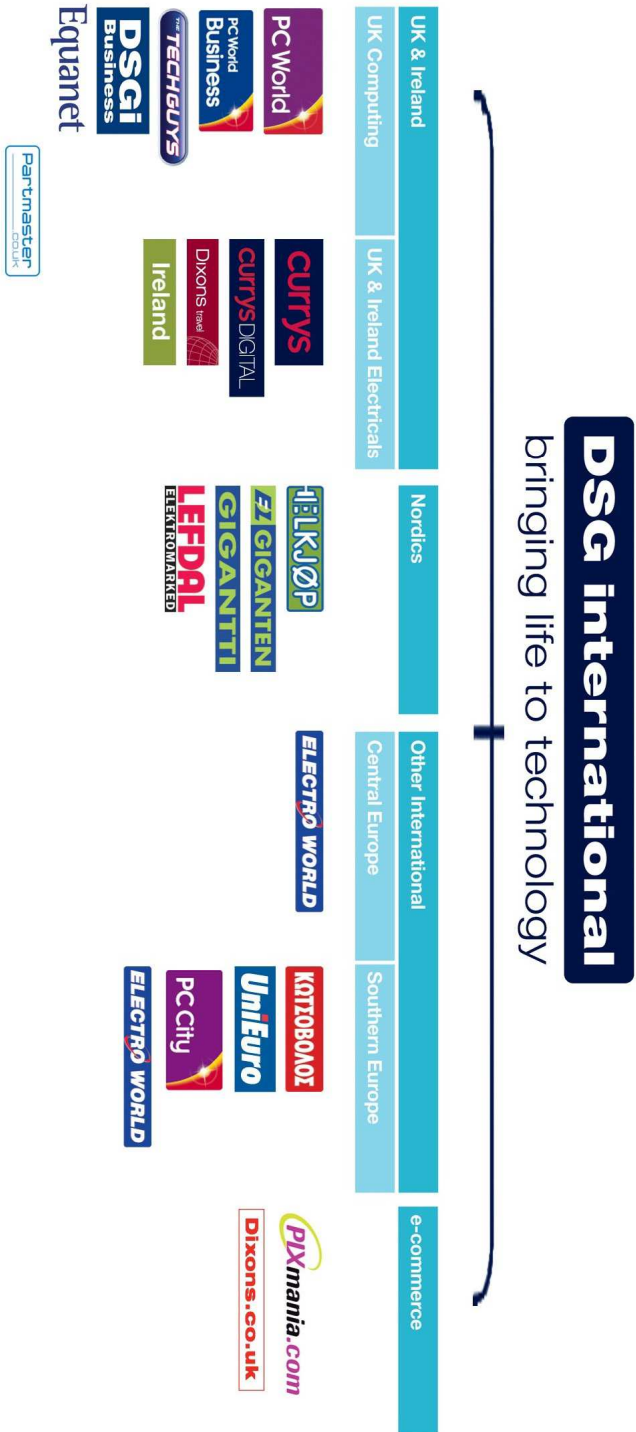 DSG international
bringing life to technology
UK & Ireland
Nordics
Other International
e-commerce
UK Computing
UK & Ireland Electricals
Central Europe
Southern Europe
PC World
PC World
Business
THE TECHGUYS
DSGi
Business
Equanet
Partmaster
.CO.UK
currys
currys DIGITAL
Dixons travel
Ireland
ELKJØP
EL GIGANTEN
GIGANTTI
LEFDAL
ELEKTROMARKED
ELECTRO WORLD
ΚΩΤΣΟΒΟΛΟΣ
UniEuro
PC City
ELECTRO WORLD
PIXmania.com
Dixons.co.uk